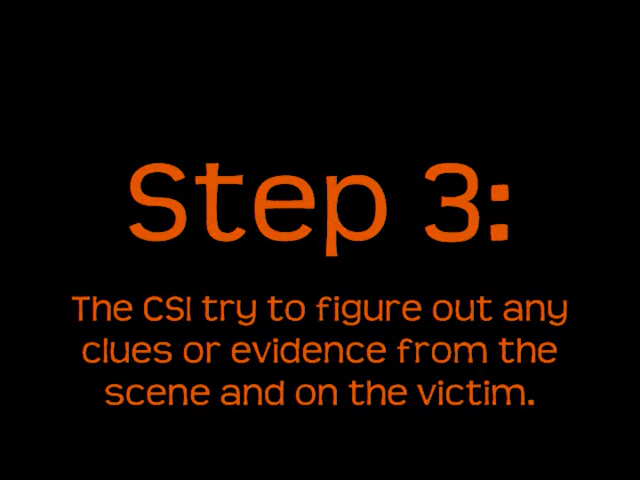 Step 3:
The CSI try to figure out any
clues or evidence from the
scene and on the victim.